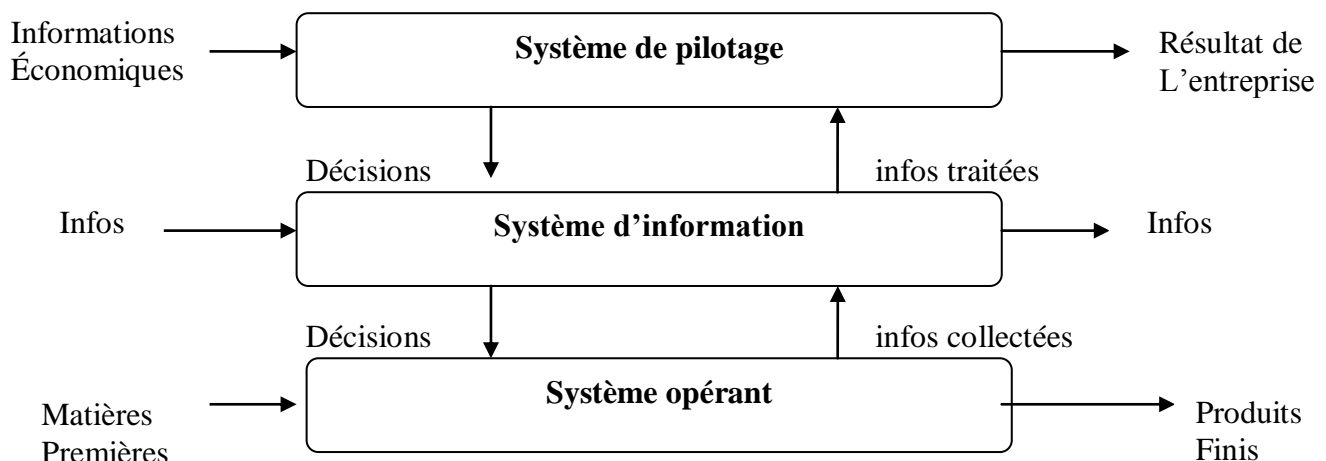 Informations
Économiques
Système de pilotage
Résultat de
L’entreprise
Décisions
infos traitées
Infos
Système d’information
Infos
Décisions
infos collectées
Matières
Premières
Système opérant
Produits
Finis